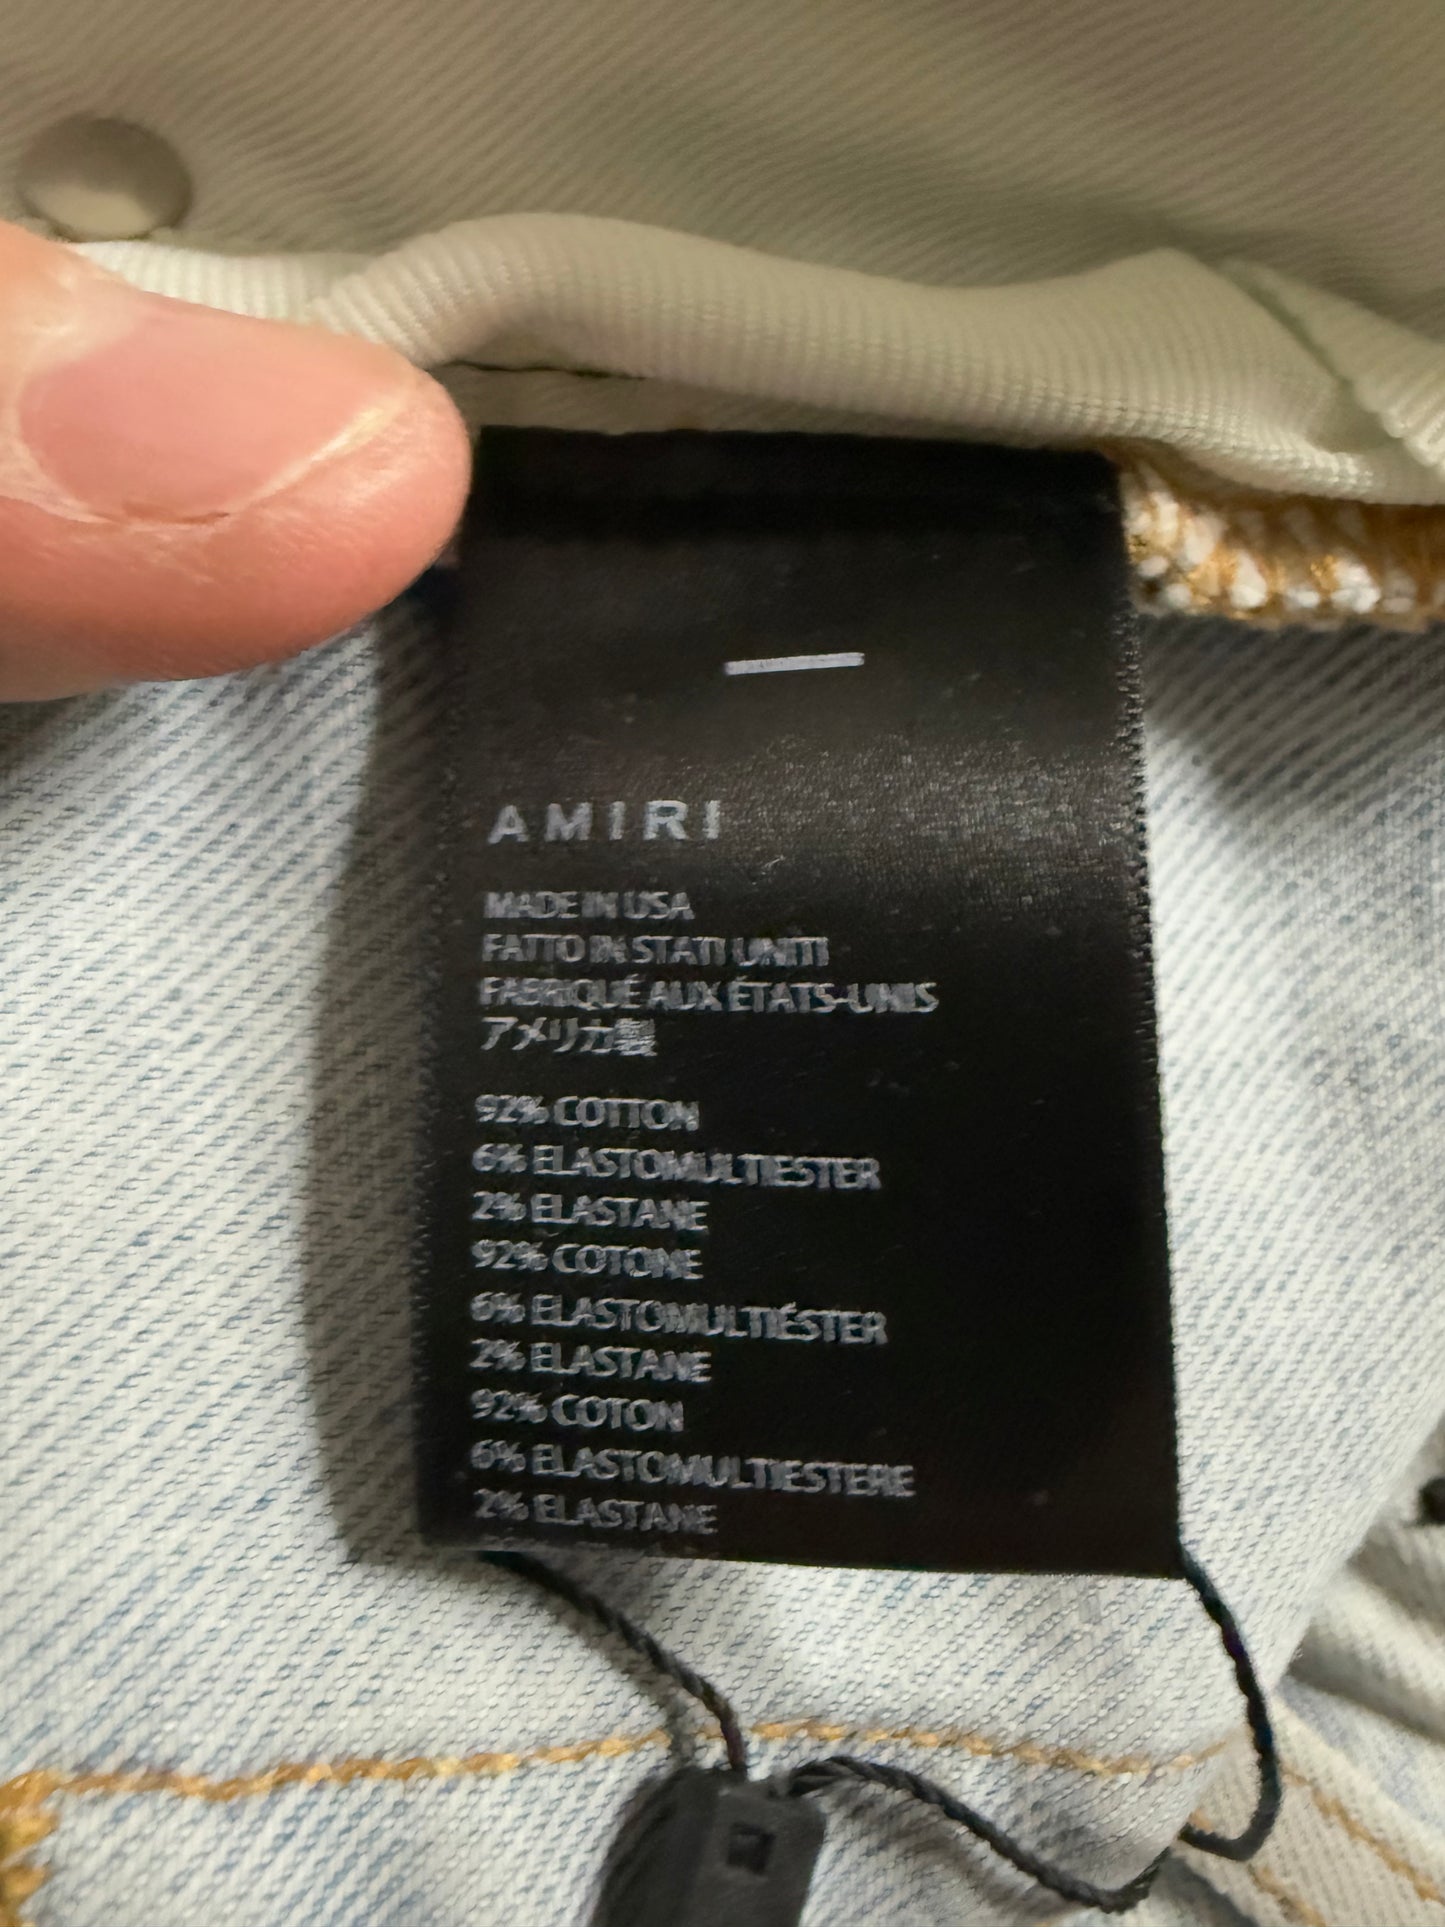 AMIRI
MADE IN USA
FATTO IN STATI UNITI
FABRIQUÉ AUX ÉTATS-UNIS
アメリカ製
92% COTTON
6% ELASTOMULTIESTER
2% ELASTANE
92% COTONE
6% ELASTOMULTIÉSTER
2% ELASTANE
92% COTON
6% ELASTOMULTIESTERE
2% ELASTANE